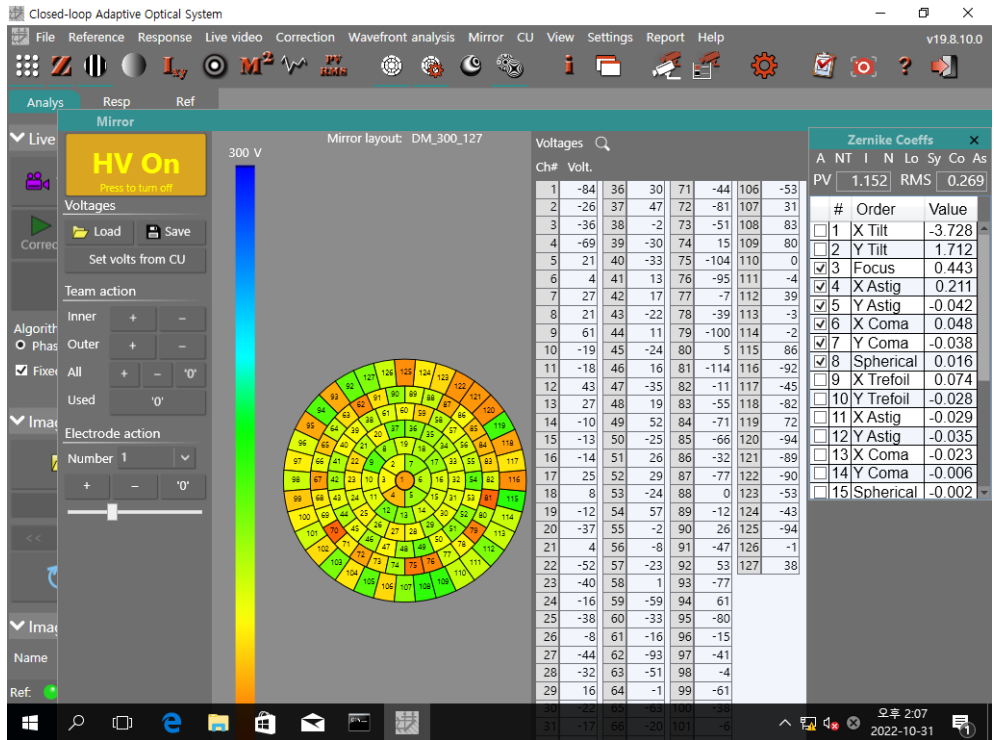 Closed-loop Adaptive Optical System
File Reference Response Live video Correction Wavefront analysis Mirror CU View Settings Report Help
v19.8.10.0
Z Ixy M² PV RMS i ?
Analys Resp Ref
Mirror
Live
HV On
Press to turn off
Voltages
Load Save
Set volts from CU
Team action
Inner + −
Outer + −
All + − '0'
Used '0'
Electrode action
Number 1
+ − '0'
Correc
Algorith
Phas
Fixed
Imag
<<
Imag
Name
Ref:
300 V
Mirror layout: DM_300_127
Voltages
Ch# Volt.
1 -84 36 30 71 -44 106 -53
2 -26 37 47 72 -81 107 31
3 -36 38 -2 73 -51 108 83
4 -69 39 -30 74 15 109 80
5 21 40 -33 75 -104 110 0
6 4 41 13 76 -95 111 -4
7 27 42 17 77 -7 112 39
8 21 43 -22 78 -39 113 -3
9 61 44 11 79 -100 114 -2
10 -19 45 -24 80 5 115 86
11 -18 46 16 81 -114 116 -92
12 43 47 -35 82 -11 117 -45
13 27 48 19 83 -55 118 -82
14 -10 49 52 84 -71 119 72
15 -13 50 -25 85 -66 120 -94
16 -14 51 26 86 -32 121 -89
17 25 52 29 87 -77 122 -90
18 8 53 -24 88 0 123 -53
19 -12 54 57 89 -12 124 -43
20 -37 55 -2 90 26 125 -94
21 4 56 -8 91 -47 126 -1
22 -52 57 -23 92 53 127 38
23 -40 58 1 93 -77
24 -16 59 -59 94 61
25 -38 60 -33 95 -80
26 -8 61 -16 96 -15
27 -44 62 -93 97 -41
28 -32 63 -51 98 -4
29 16 64 -1 99 -61
30 -22 65 -63 100 -38
31 -17 66 -20 101 -6
Zernike Coeffs ×
A NT I N Lo Sy Co As
PV 1.152 RMS 0.269
# Order Value
1 X Tilt -3.728
2 Y Tilt 1.712
3 Focus 0.443
4 X Astig 0.211
5 Y Astig -0.042
6 X Coma 0.048
7 Y Coma -0.038
8 Spherical 0.016
9 X Trefoil 0.074
10 Y Trefoil -0.028
11 X Astig -0.029
12 Y Astig -0.035
13 X Coma -0.023
14 Y Coma -0.006
15 Spherical -0.002
오후 2:07
2022-10-31
1